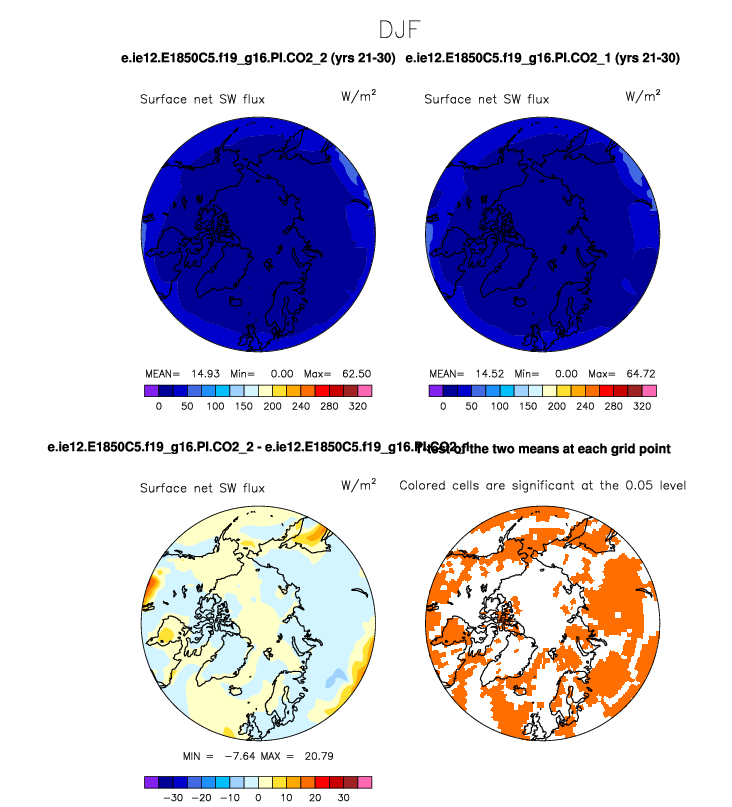 DJF
e.ie12.E1850C5.f19_g16.PI.CO2_2 (yrs 21-30) e.ie12.E1850C5.f19_g16.PI.CO2_1 (yrs 21-30)
Surface net SW flux W/m² Surface net SW flux W/m²
MEAN= 14.93 Min= 0.00 Max= 62.50 MEAN= 14.52 Min= 0.00 Max= 64.72
0 50 100 150 200 240 280 320 0 50 100 150 200 240 280 320
e.ie12.E1850C5.f19_g16.PI.CO2_2 - e.ie12.E1850C5.f19_g16.PI.CO2_1 T-test of the two means at each grid point
Surface net SW flux W/m² Colored cells are significant at the 0.05 level
MIN = -7.64 MAX = 20.79
-30 -20 -10 0 10 20 30